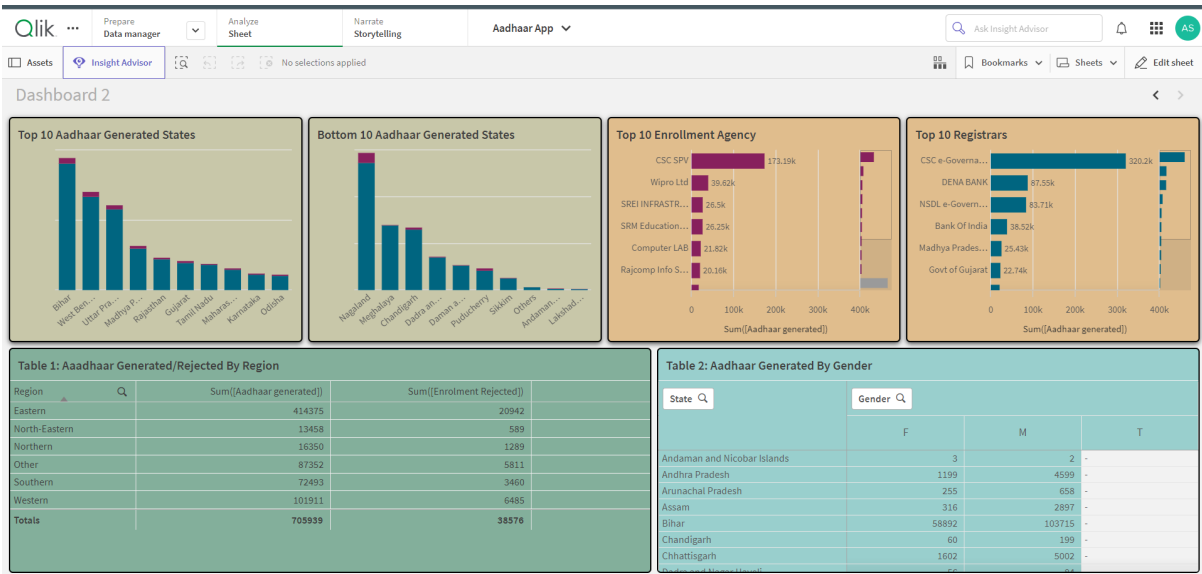 Qlik
Prepare
Data manager
Analyze
Sheet
Narrate
Storytelling
Aadhaar App
Ask Insight Advisor
AS
Assets
Insight Advisor
No selections applied
Bookmarks
Sheets
Edit sheet
Dashboard 2
Top 10 Aadhaar Generated States
Bihar
West Ben...
Uttar Pra...
Madhya P...
Rajasthan
Gujarat
Tamil Nadu
Maharas...
Karnataka
Odisha
Bottom 10 Aadhaar Generated States
Nagaland
Meghalaya
Chandigarh
Dadra an...
Daman a...
Puducherry
Sikkim
Others
Andaman...
Lakshad...
Top 10 Enrollment Agency
CSC SPV 173.19k
Wipro Ltd 39.62k
SREI INFRASTR... 26.5k
SRM Education... 26.25k
Computer LAB 21.82k
Rajcomp Info S... 20.16k
0 100k 200k 300k 400k
Sum([Aadhaar generated])
Top 10 Registrars
CSC e-Governa... 320.2k
DENA BANK 87.55k
NSDL e-Govern... 83.71k
Bank Of India 38.52k
Madhya Prades... 25.43k
Govt of Gujarat 22.74k
0 100k 200k 300k 400k
Sum([Aadhaar generated])
Table 1: Aaadhaar Generated/Rejected By Region
Region Sum([Aadhaar generated]) Sum([Enrolment Rejected])
Eastern 414375 20942
North-Eastern 13458 589
Northern 16350 1289
Other 87352 5811
Southern 72493 3460
Western 101911 6485
Totals 705939 38576
Table 2: Aadhaar Generated By Gender
State Gender
F M T
Andaman and Nicobar Islands 3 2 -
Andhra Pradesh 1199 4599 -
Arunachal Pradesh 255 658 -
Assam 316 2897 -
Bihar 58892 103715 -
Chandigarh 60 199 -
Chhattisgarh 1602 5002 -